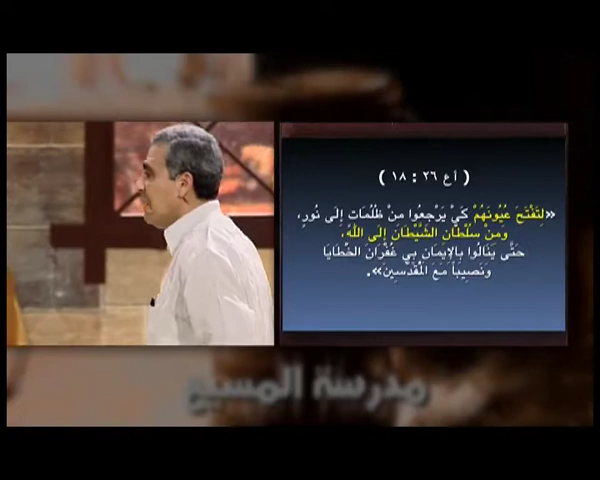 ( أع ٢٦ : ١٨ )
«لِتَفْتَحَ عُيُونَهُمْ كَيْ يَرْجِعُوا مِنْ ظُلُمَاتٍ إِلَى نُورٍ،
وَمِنْ سُلْطَانِ الشَّيْطَانِ إِلَى اللهِ،
حَتَّى يَنَالُوا بِالإِيمَانِ بِي غُفْرَانَ الْخَطَايَا
وَنَصِيبًا مَعَ الْمُقَدَّسِينَ».
مدرسة المسيح